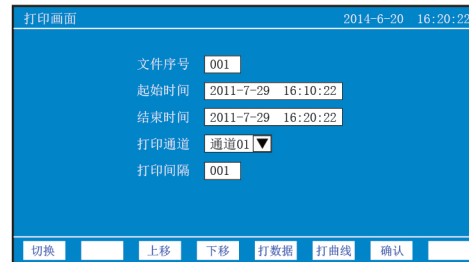 打印画面 2014-6-20 16:20:22
文件序号 001
起始时间 2011-7-29 16:10:22
结束时间 2011-7-29 16:20:22
打印通道 通道01
打印间隔 001
切换 上移 下移 打数据 打曲线 确认